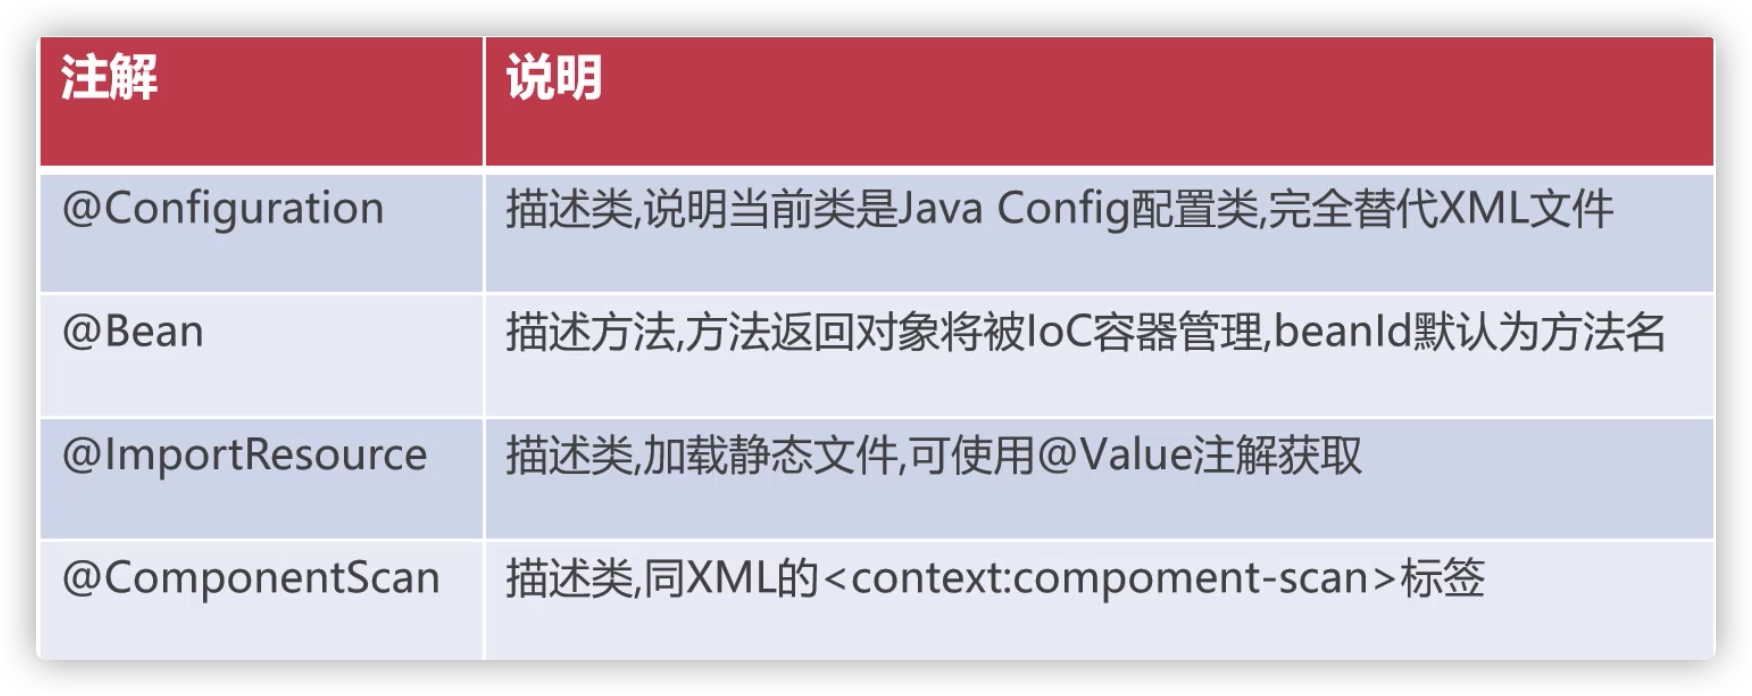 注解 说明
@Configuration 描述类,说明当前类是Java Config配置类,完全替代XML文件
@Bean 描述方法,方法返回对象将被IoC容器管理,beanId默认为方法名
@ImportResource 描述类,加载静态文件,可使用@Value注解获取
@ComponentScan 描述类,同XML的<context:compoment-scan>标签